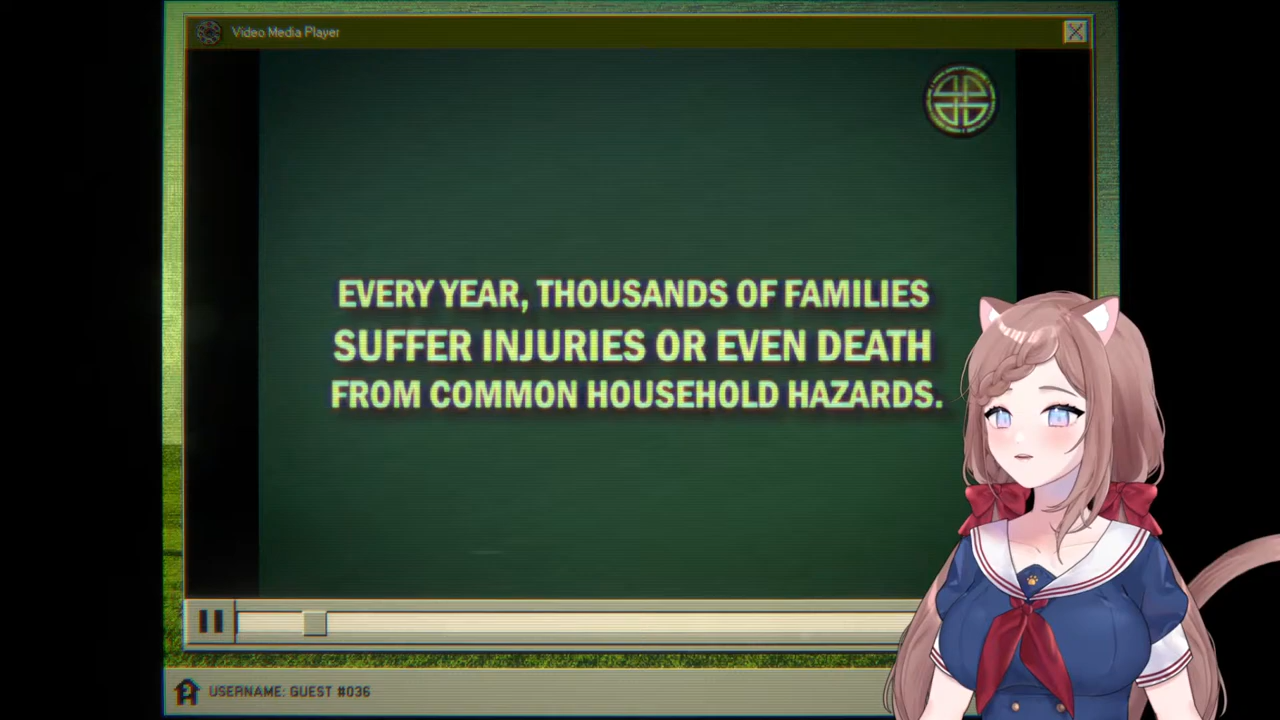 Video Media Player
EVERY YEAR, THOUSANDS OF FAMILIES
SUFFER INJURIES OR EVEN DEATH
FROM COMMON HOUSEHOLD HAZARDS.
USERNAME: GUEST #036